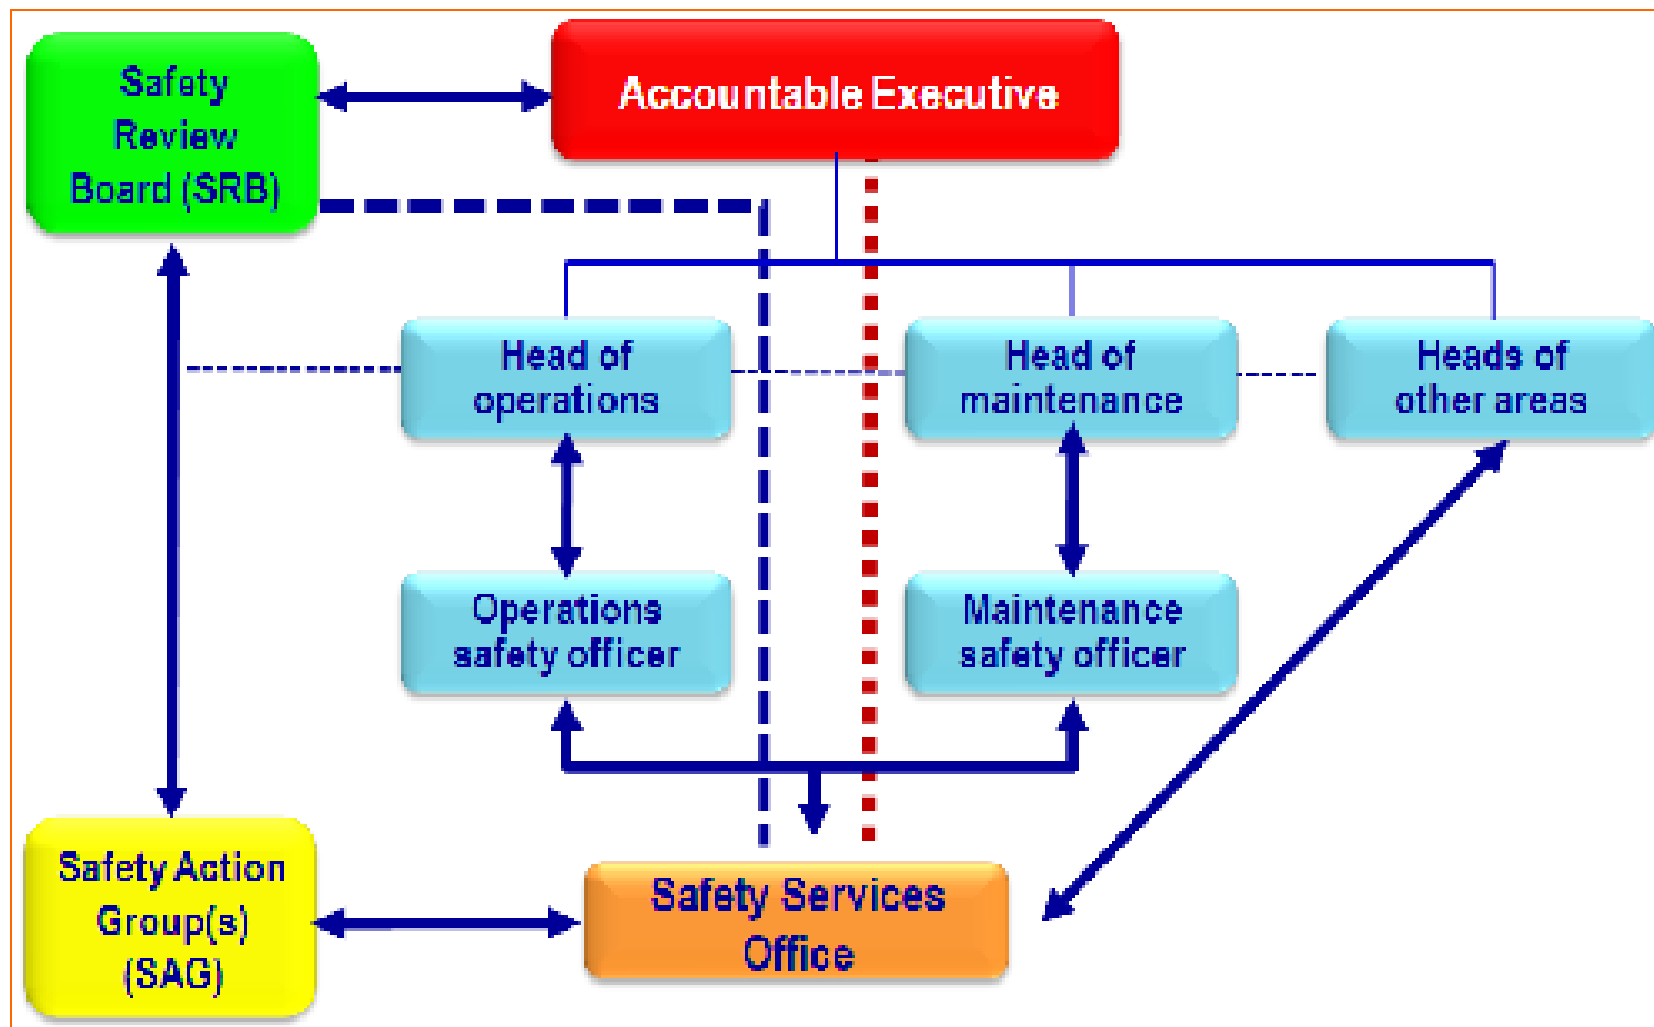 Safety
Review
Board (SRB)
Accountable Executive
Head of
operations
Head of
maintenance
Heads of
other areas
Operations
safety officer
Maintenance
safety officer
Safety Action
Group(s)
(SAG)
Safety Services
Office